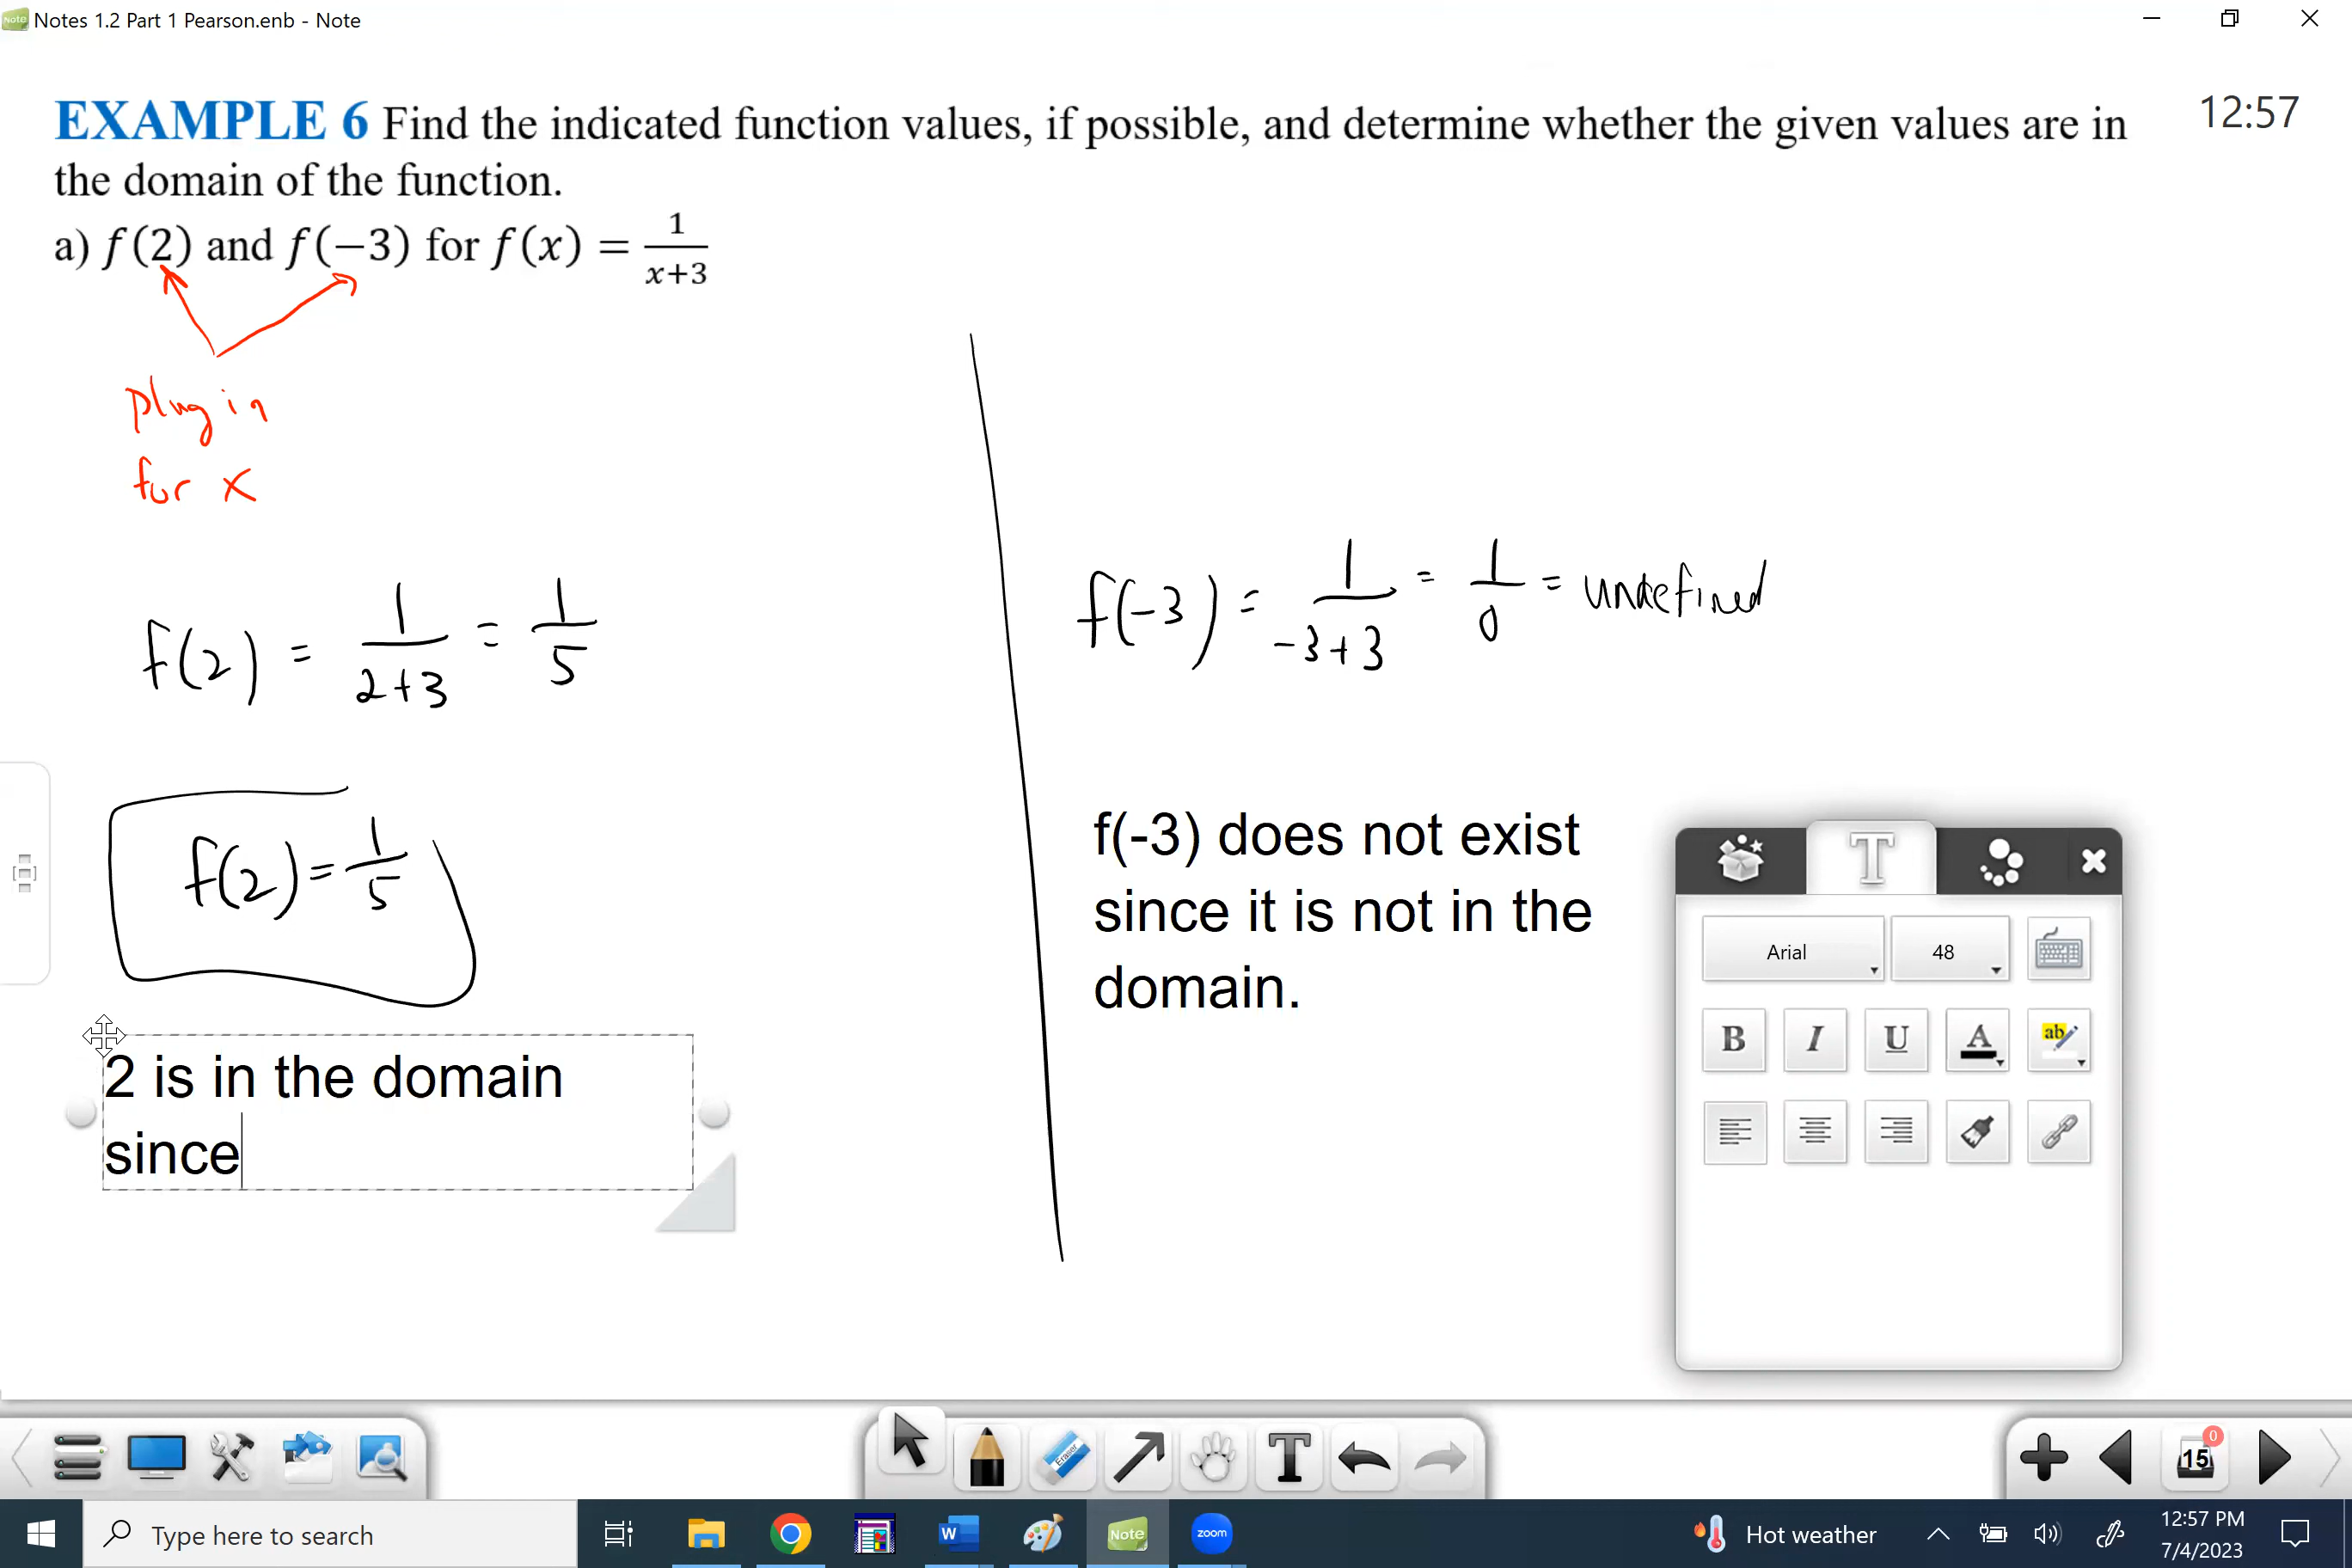 Notes 1.2 Part 1 Pearson.enb - Note
EXAMPLE 6 Find the indicated function values, if possible, and determine whether the given values are in
the domain of the function.
12:57
a) f(2) and f(−3) for f(x) = 1/(x+3)
plug in
for x
f(2) = 1/(2+3) = 1/5
f(2) = 1/5
2 is in the domain
since
f(-3) = 1/(-3+3) = 1/0 = undefined
f(-3) does not exist
since it is not in the
domain.
T
Arial 48
B I U A ab
Eraser
T
15
0
Type here to search
W
Note
zoom
Hot weather
12:57 PM
7/4/2023